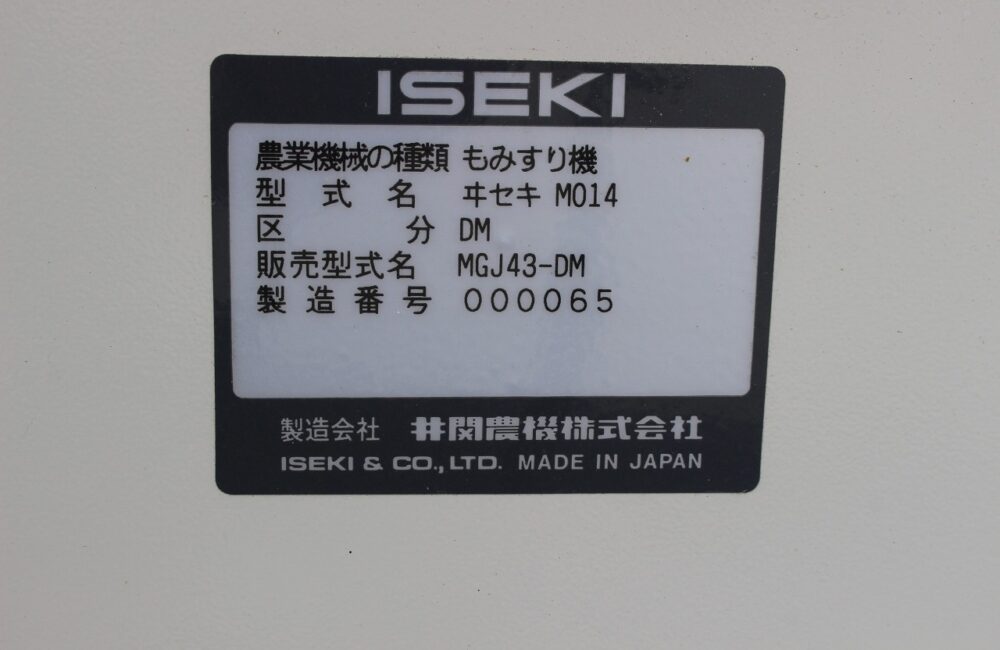 ISEKI
農業機械の種類 もみすり機
型式名 ヰセキ MO14
区分 DM
販売型式名 MGJ43-DM
製造番号 000065
製造会社 井関農機株式会社
ISEKI & CO., LTD. MADE IN JAPAN